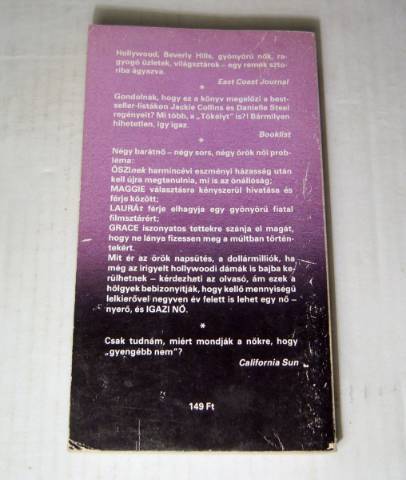 Hollywood, Beverly Hills, gyönyörű nők, ra-
gyogó üzletek, világsztárok – egy remek szto-
riba ágyazva.
East Coast Journal
*
Gondolnák, hogy ez a könyv megelőzi a best-
seller-listákon Jackie Collins és Danielle Steel
regényeit? Mi több, a „Tökélyt” is?! Bármilyen
hihetetlen, így igaz.
Booklist
*
Négy barátnő – négy sors, négy örök női prob-
léma:
ŐSZinek harmincévi eszményi házasság után
kell újra megtanulnia, mi is az önállóság;
MAGGIE választásra kényszerül hivatása és
férje között;
LAURÁt férje elhagyja egy gyönyörű fiatal
filmsztárért;
GRACE iszonyatos tettekre szánja el magát,
hogy ne lánya fizessen meg a múltban történ-
tekért.
Mit ér az örök napsütés, a dollármilliók, ha
még az irigyelt hollywoodi dámák is bajba ke-
rülhetnek – kérdezheti az olvasó, ám ezek a
hölgyek bebizonyítják, hogy kellő mennyiségű
lelkierővel negyven év felett is lehet egy nő –
nyerő, és IGAZI NŐ.
*
Csak tudnám, miért mondják a nőkre, hogy
„gyengébb nem”?
California Sun
149 Ft